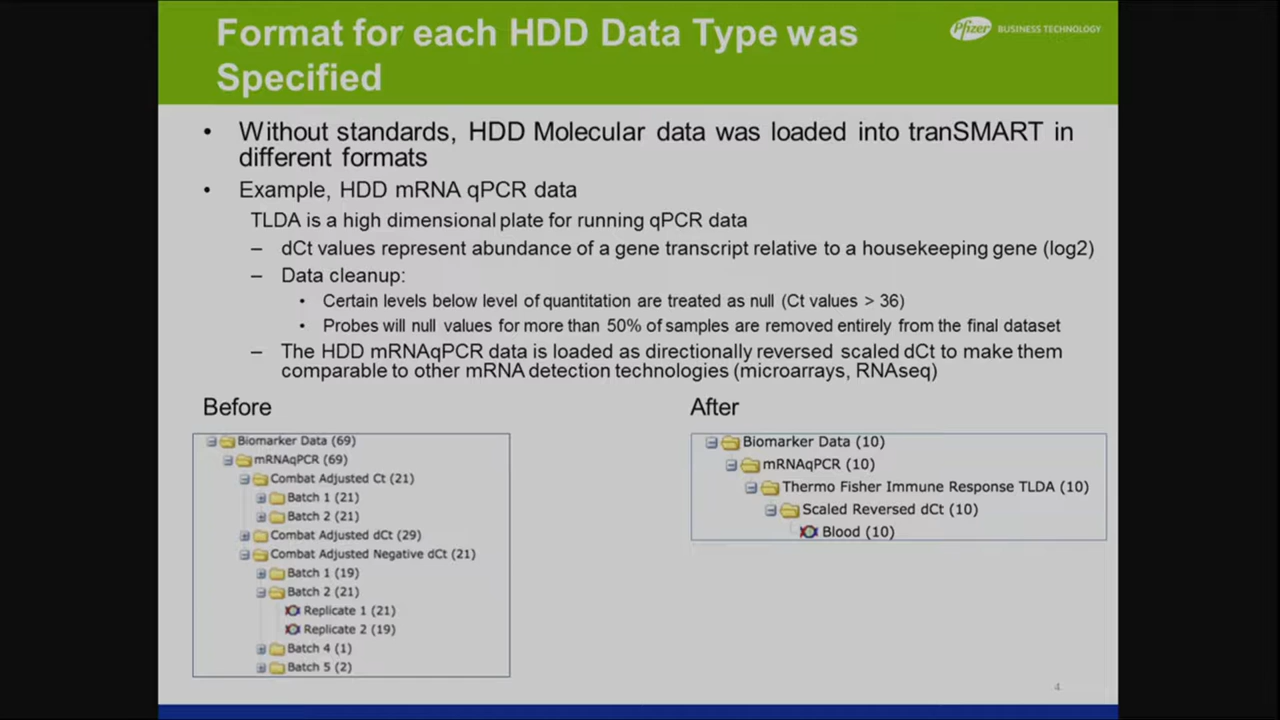 Format for each HDD Data Type was
Specified
Pfizer BUSINESS TECHNOLOGY
• Without standards, HDD Molecular data was loaded into tranSMART in
different formats
• Example, HDD mRNA qPCR data
TLDA is a high dimensional plate for running qPCR data
– dCt values represent abundance of a gene transcript relative to a housekeeping gene (log2)
– Data cleanup:
• Certain levels below level of quantitation are treated as null (Ct values > 36)
• Probes will null values for more than 50% of samples are removed entirely from the final dataset
– The HDD mRNAqPCR data is loaded as directionally reversed scaled dCt to make them
comparable to other mRNA detection technologies (microarrays, RNAseq)
Before
Biomarker Data (69)
mRNAqPCR (69)
Combat Adjusted Ct (21)
Batch 1 (21)
Batch 2 (21)
Combat Adjusted dCt (29)
Combat Adjusted Negative dCt (21)
Batch 1 (19)
Batch 2 (21)
Replicate 1 (21)
Replicate 2 (19)
Batch 4 (1)
Batch 5 (2)
After
Biomarker Data (10)
mRNAqPCR (10)
Thermo Fisher Immune Response TLDA (10)
Scaled Reversed dCt (10)
Blood (10)
4